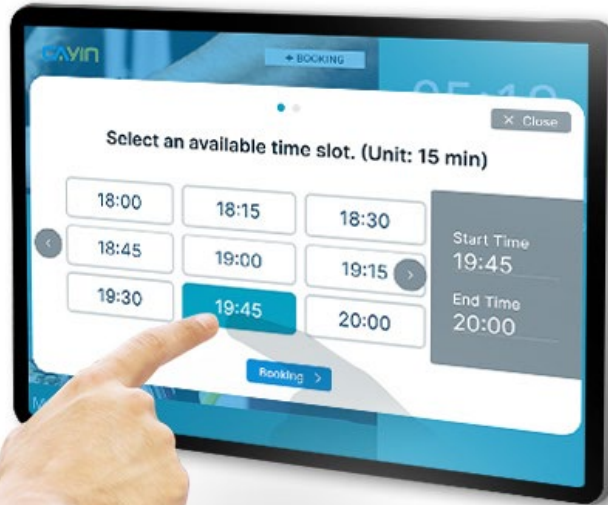 CAYIN
+ BOOKING
05:19
× Close
Select an available time slot. (Unit: 15 min)
18:00
18:15
18:30
18:45
19:00
19:15
19:30
19:45
20:00
Start Time
19:45
End Time
20:00
Booking >